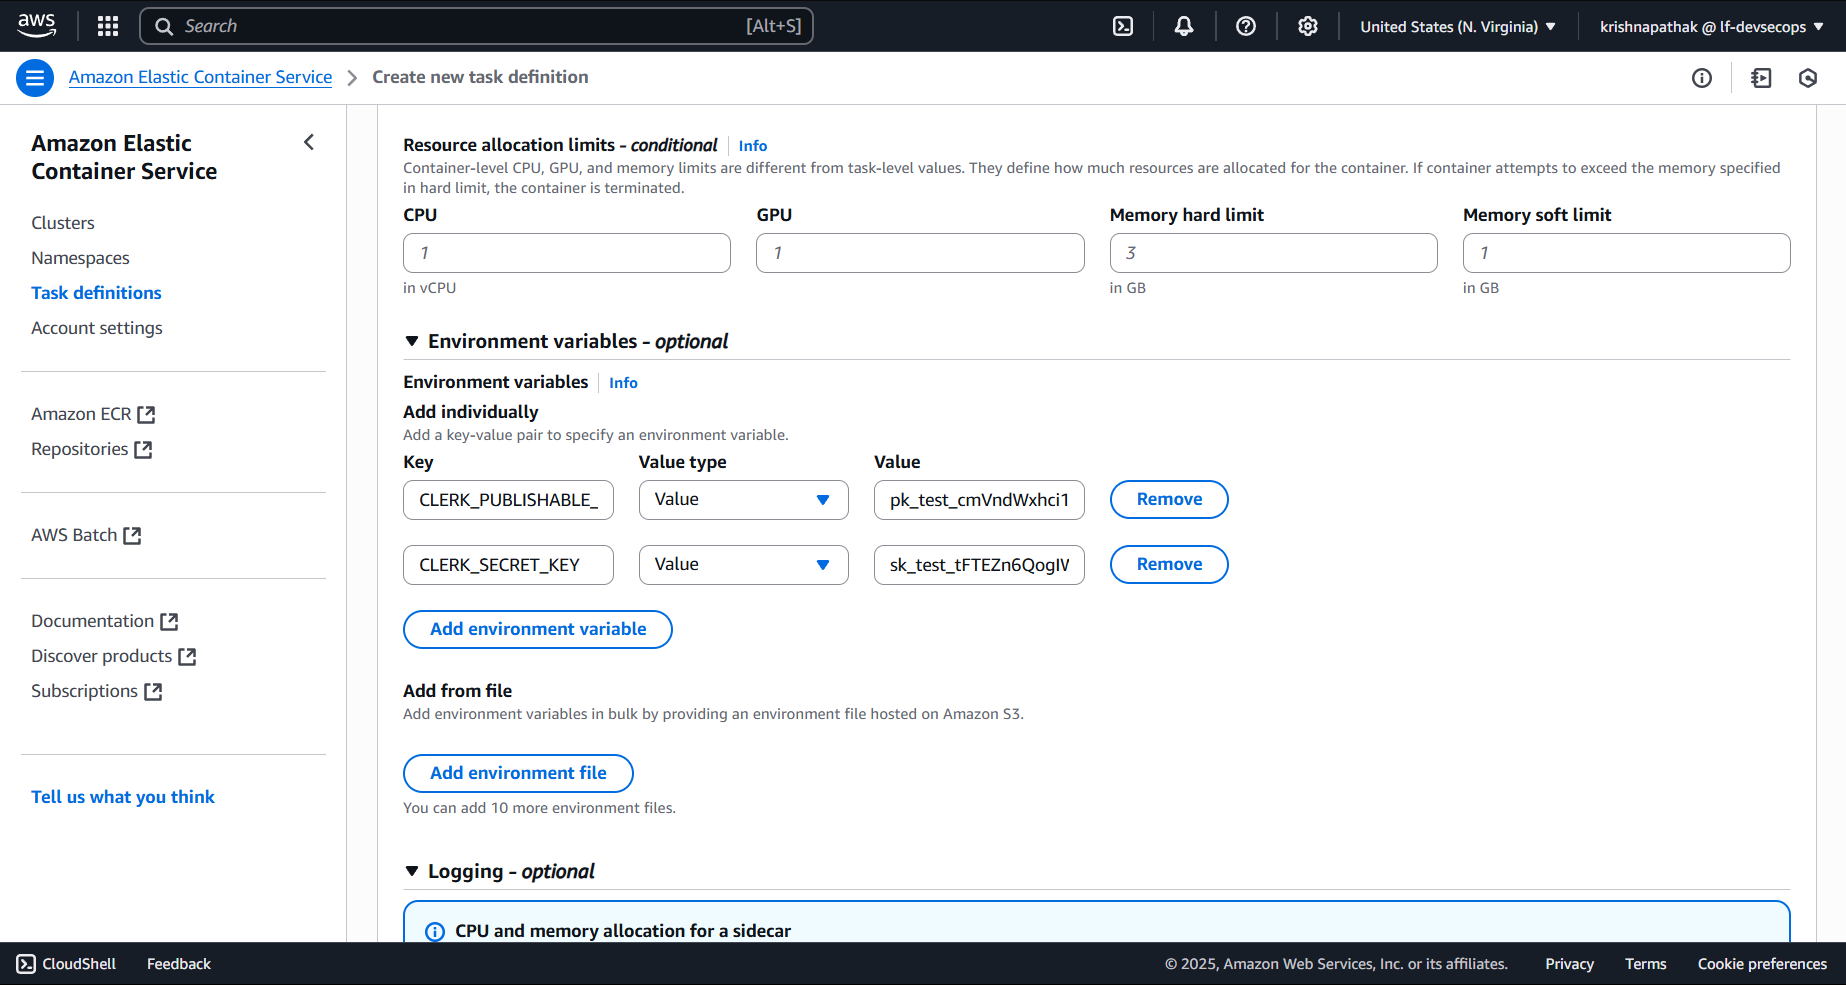 aws
Search [Alt+S]
United States (N. Virginia)
krishnapathak @ lf-devsecops
Amazon Elastic Container Service > Create new task definition
Amazon Elastic
Container Service
Clusters
Namespaces
Task definitions
Account settings
Amazon ECR
Repositories
AWS Batch
Documentation
Discover products
Subscriptions
Tell us what you think
Resource allocation limits - conditional Info
Container-level CPU, GPU, and memory limits are different from task-level values. They define how much resources are allocated for the container. If container attempts to exceed the memory specified
in hard limit, the container is terminated.
CPU GPU Memory hard limit Memory soft limit
1 1 3 1
in vCPU in GB in GB
Environment variables - optional
Environment variables Info
Add individually
Add a key-value pair to specify an environment variable.
Key Value type Value
CLERK_PUBLISHABLE_ Value pk_test_cmVndWxhci1 Remove
CLERK_SECRET_KEY Value sk_test_tFTEZn6QogIV Remove
Add environment variable
Add from file
Add environment variables in bulk by providing an environment file hosted on Amazon S3.
Add environment file
You can add 10 more environment files.
Logging - optional
CPU and memory allocation for a sidecar
CloudShell Feedback © 2025, Amazon Web Services, Inc. or its affiliates. Privacy Terms Cookie preferences